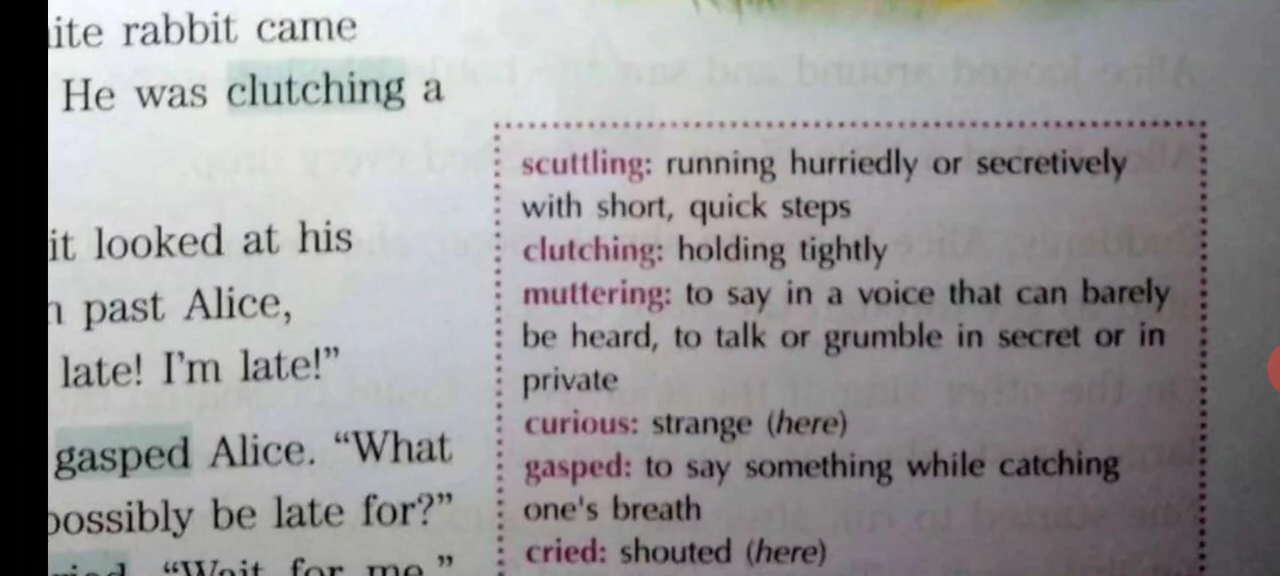 ite rabbit came
He was clutching a
it looked at his
past Alice,
late! I'm late!”
gasped Alice. “What
possibly be late for?”
“Wait for me,”
scuttling: running hurriedly or secretively
with short, quick steps
clutching: holding tightly
muttering: to say in a voice that can barely
be heard, to talk or grumble in secret or in
private
curious: strange (here)
gasped: to say something while catching
one's breath
cried: shouted (here)